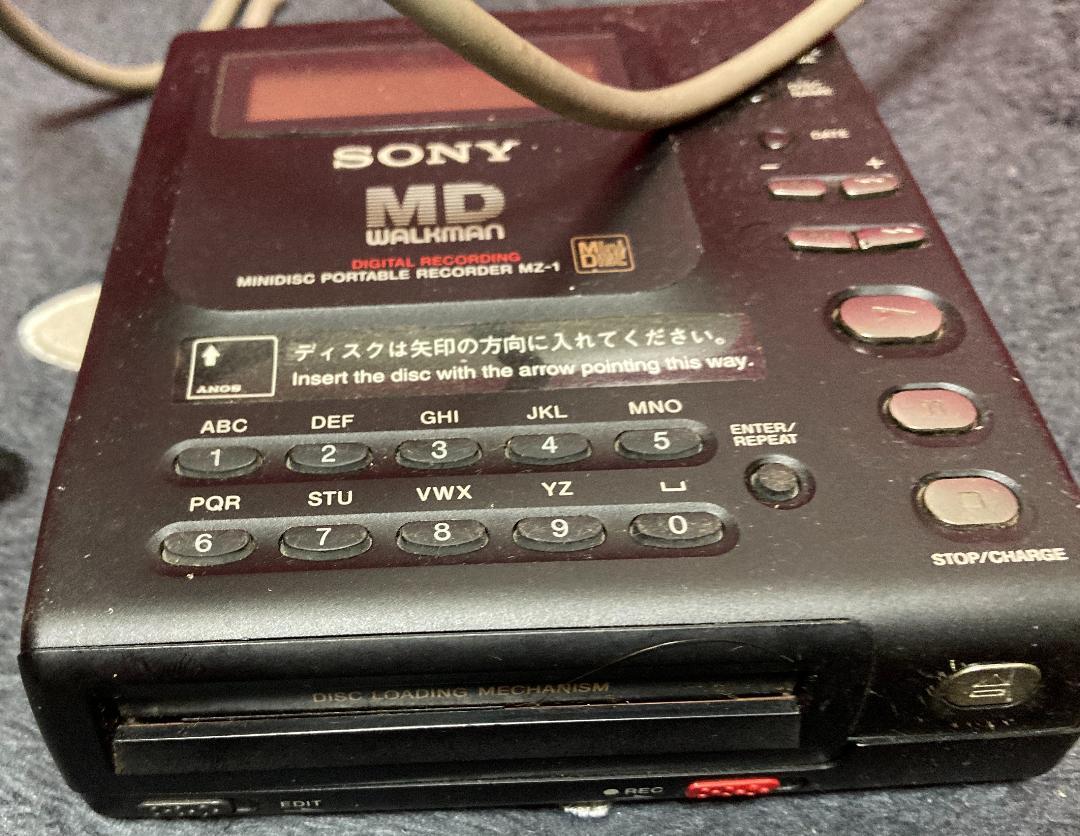 DATE
− +
SONY
MD
WALKMAN
DIGITAL RECORDING
MINIDISC PORTABLE RECORDER MZ-1
Mini
Disc
ディスクは矢印の方向に入れてください。
Insert the disc with the arrow pointing this way.
ABC DEF GHI JKL MNO
1 2 3 4 5
ENTER/
REPEAT
PQR STU VWX YZ ␣
6 7 8 9 0
STOP/CHARGE
DISC LOADING MECHANISM
EDIT
REC